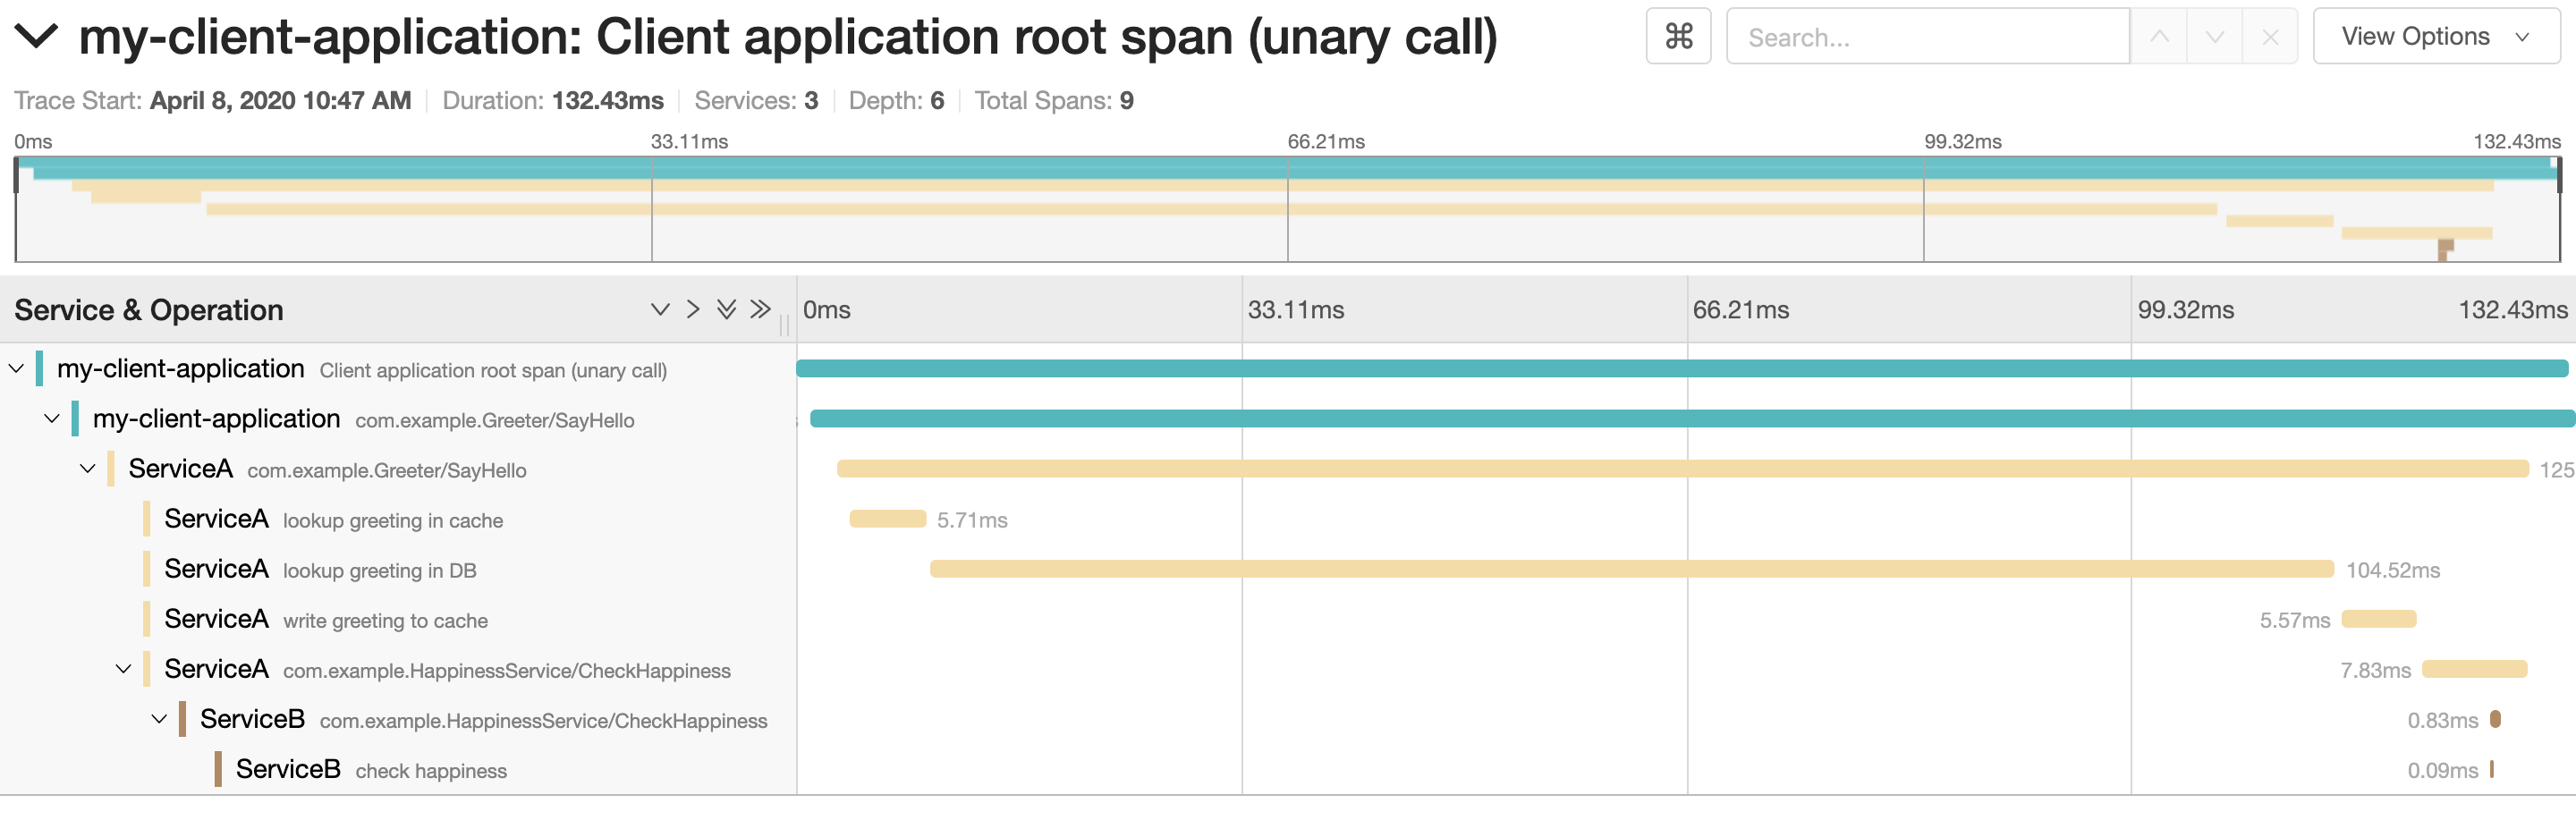 my-client-application: Client application root span (unary call)
⌘ Search... View Options
Trace Start: April 8, 2020 10:47 AM Duration: 132.43ms Services: 3 Depth: 6 Total Spans: 9
0ms 33.11ms 66.21ms 99.32ms 132.43ms
Service & Operation 0ms 33.11ms 66.21ms 99.32ms 132.43ms
my-client-application Client application root span (unary call)
my-client-application com.example.Greeter/SayHello
ServiceA com.example.Greeter/SayHello 125
ServiceA lookup greeting in cache 5.71ms
ServiceA lookup greeting in DB 104.52ms
ServiceA write greeting to cache 5.57ms
ServiceA com.example.HappinessService/CheckHappiness 7.83ms
ServiceB com.example.HappinessService/CheckHappiness 0.83ms
ServiceB check happiness 0.09ms